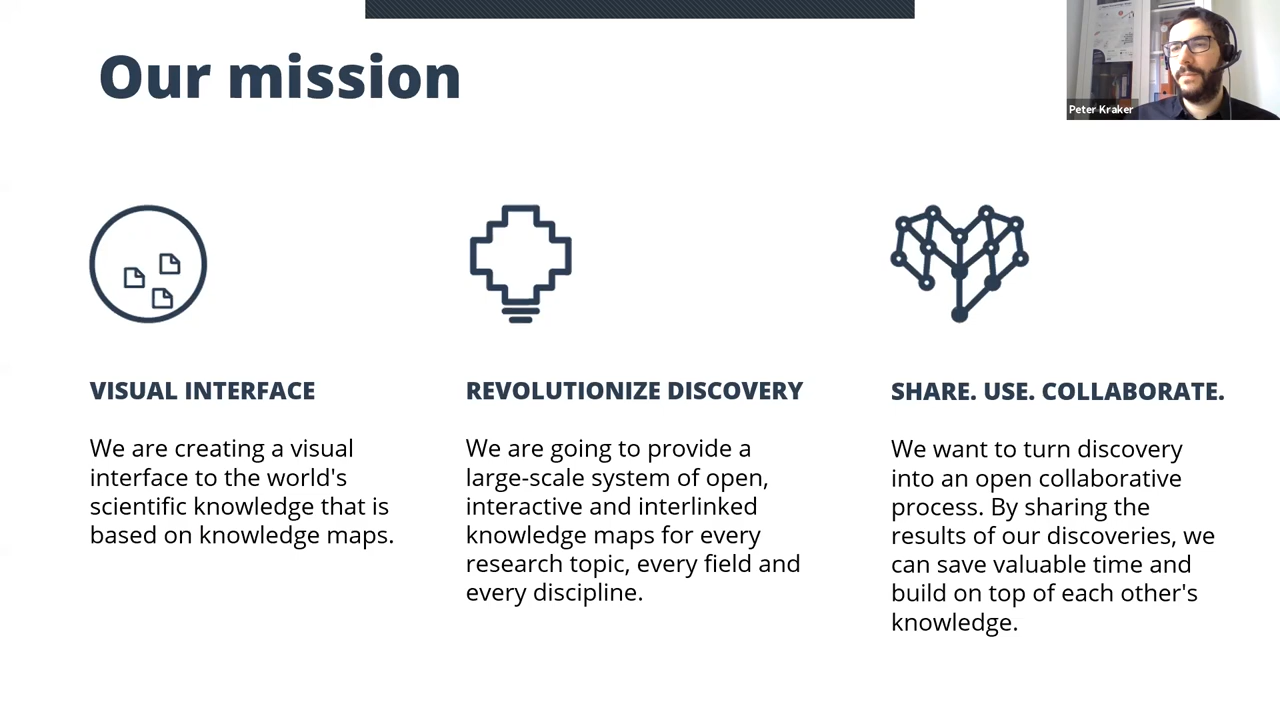 Our mission
Peter Kraker
VISUAL INTERFACE
We are creating a visual
interface to the world's
scientific knowledge that is
based on knowledge maps.
REVOLUTIONIZE DISCOVERY
We are going to provide a
large-scale system of open,
interactive and interlinked
knowledge maps for every
research topic, every field and
every discipline.
SHARE. USE. COLLABORATE.
We want to turn discovery
into an open collaborative
process. By sharing the
results of our discoveries, we
can save valuable time and
build on top of each other's
knowledge.